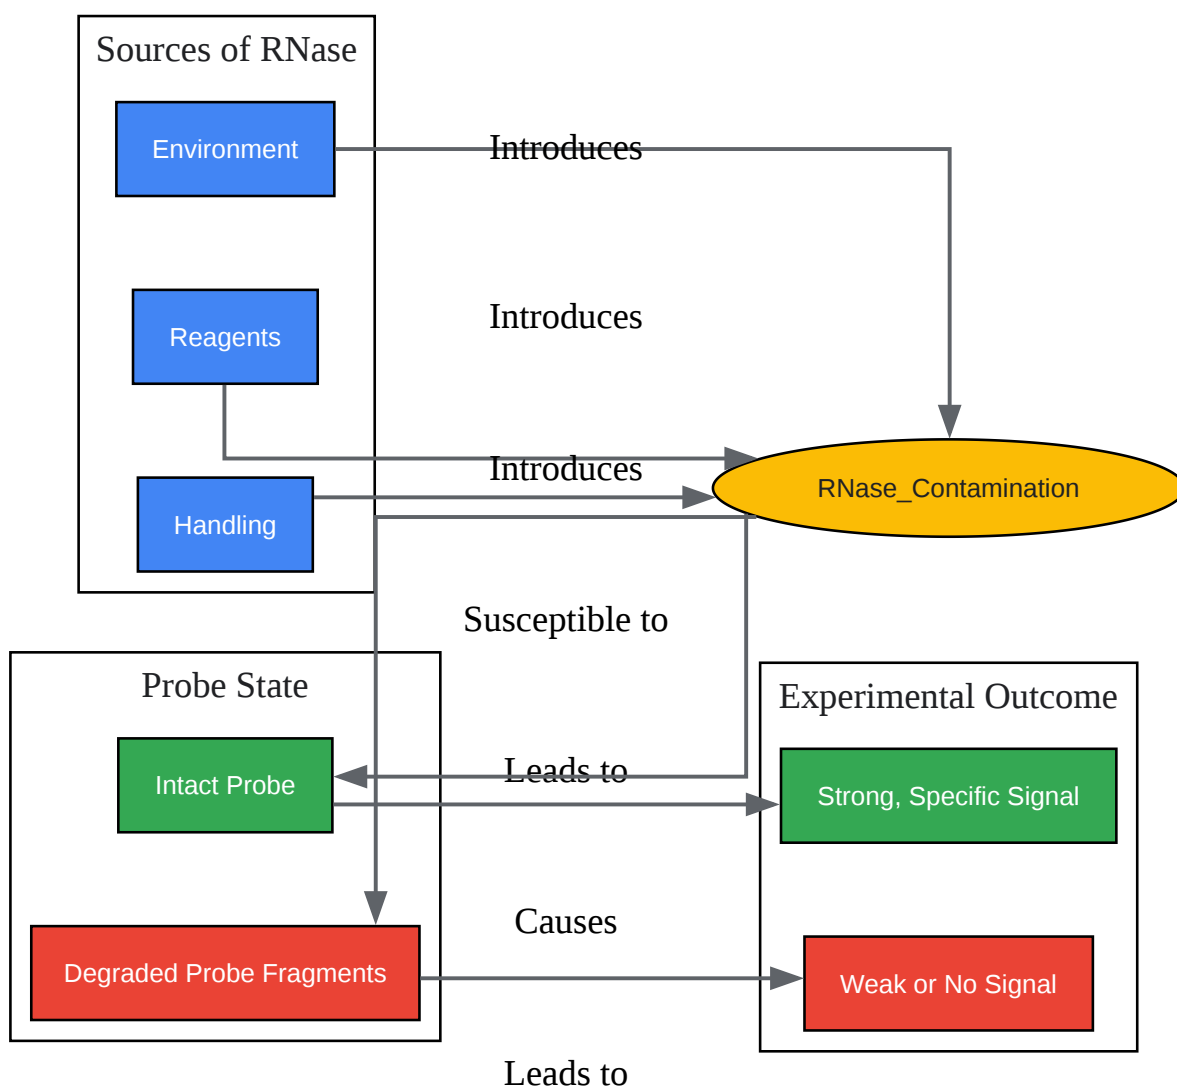 Sources of RNase
Environment
Introduces
Introduces
Reagents
Introduces
RNase_Contamination
Handling
Susceptible to
Probe State
Experimental Outcome
Intact Probe
Leads to
Strong, Specific Signal
Causes
Degraded Probe Fragments
Weak or No Signal
Leads to